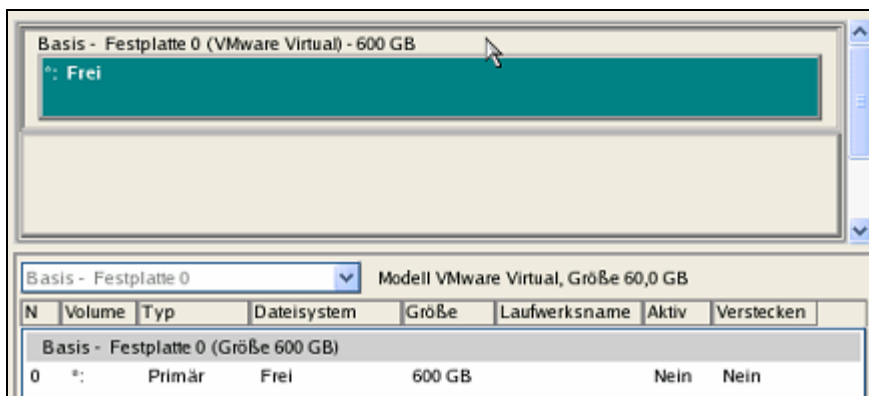 Basis - Festplatte 0 (VMware Virtual) - 600 GB
*: Frei
Basis - Festplatte 0
Modell VMware Virtual, Größe 60,0 GB
N Volume Typ Dateisystem Größe Laufwerksname Aktiv Verstecken
Basis - Festplatte 0 (Größe 600 GB)
0 *: Primär Frei 600 GB Nein Nein